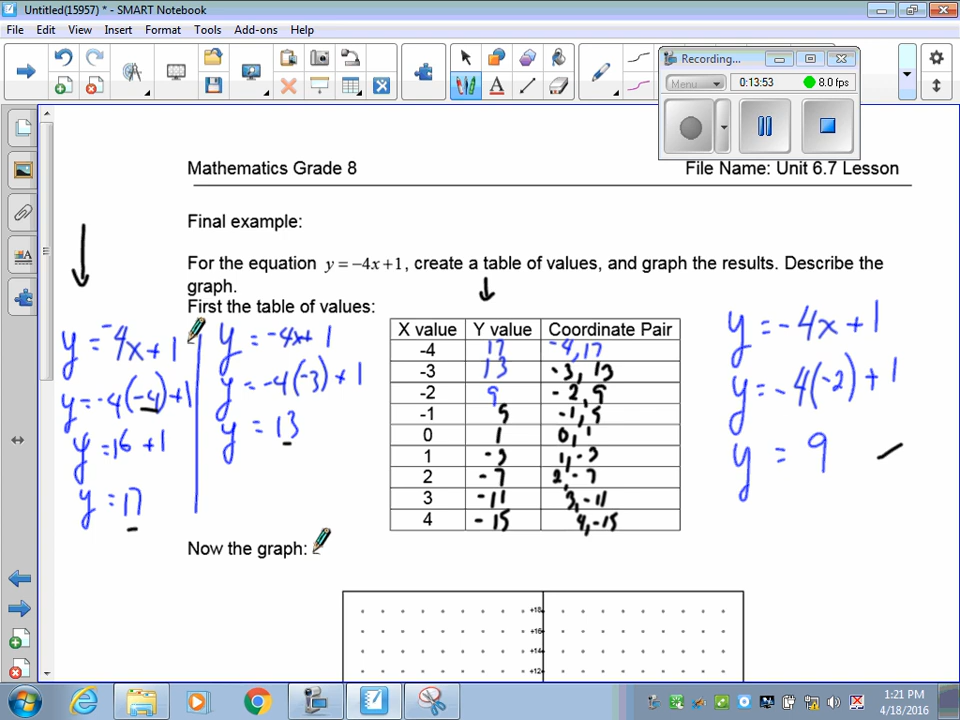 Untitled(15957) * - SMART Notebook
File Edit View Insert Format Tools Add-ons Help
Recording...
Menu 0:13:53 8.0 fps
Mathematics Grade 8 File Name: Unit 6.7 Lesson
Final example:
For the equation y = −4x + 1, create a table of values, and graph the results. Describe the
graph.
First the table of values:
X value Y value Coordinate Pair
-4 17 -4, 17
-3 13 -3, 13
-2 9 -2, 9
-1 5 -1, 5
0 1 0, 1
1 -3 1, -3
2 -7 2, -7
3 -11 3, -11
4 -15 4, -15
y = -4x + 1
y = -4(-4) + 1
y = 16 + 1
y = 17
y = -4x + 1
y = -4(-3) + 1
y = 13
y = -4x + 1
y = -4(-2) + 1
y = 9
Now the graph:
+18
+16
+14
+12
1:21 PM
4/18/2016